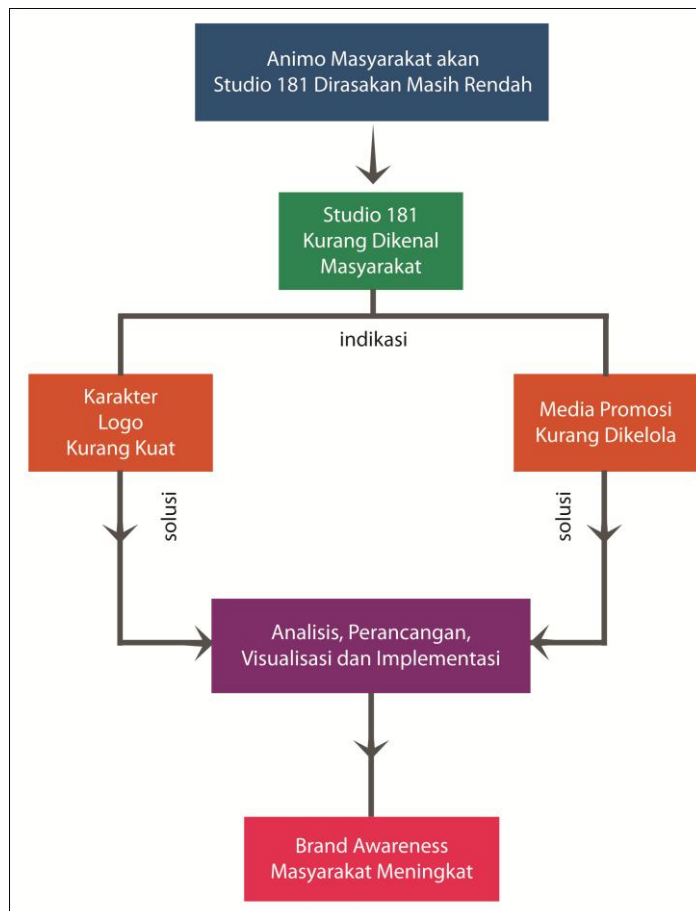 Animo Masyarakat akan
Studio 181 Dirasakan Masih Rendah
Studio 181
Kurang Dikenal
Masyarakat
indikasi
Karakter
Logo
Kurang Kuat
Media Promosi
Kurang Dikelola
solusi
solusi
Analisis, Perancangan,
Visualisasi dan Implementasi
Brand Awareness
Masyarakat Meningkat